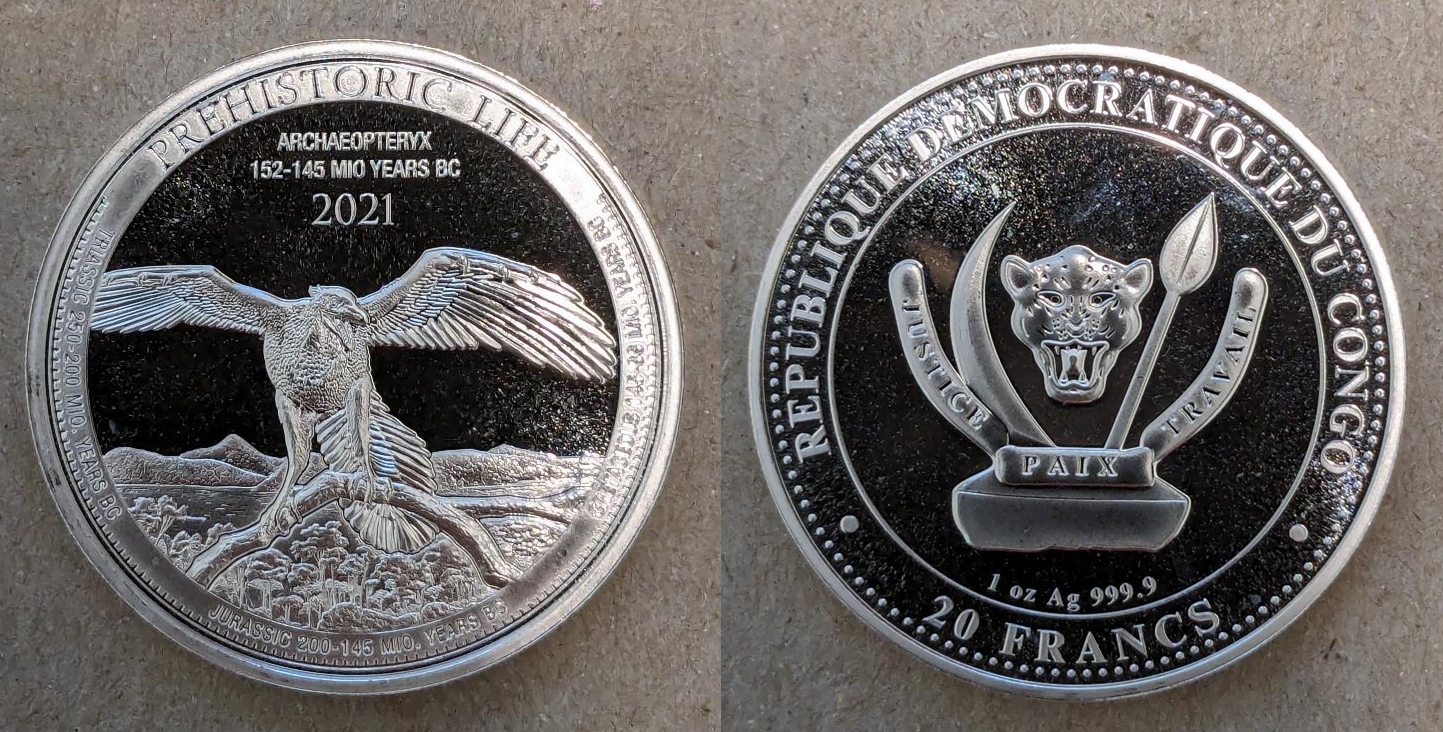 PREHISTORIC LIFE
ARCHAEOPTERYX
152-145 MIO YEARS BC
2021
TRIASSIC 250-200 MIO. YEARS BC
JURASSIC 200-145 MIO. YEARS BC
REPUBLIQUE DEMOCRATIQUE DU CONGO
JUSTICE
PAIX
TRAVAIL
1 oz Ag 999.9
20 FRANCS